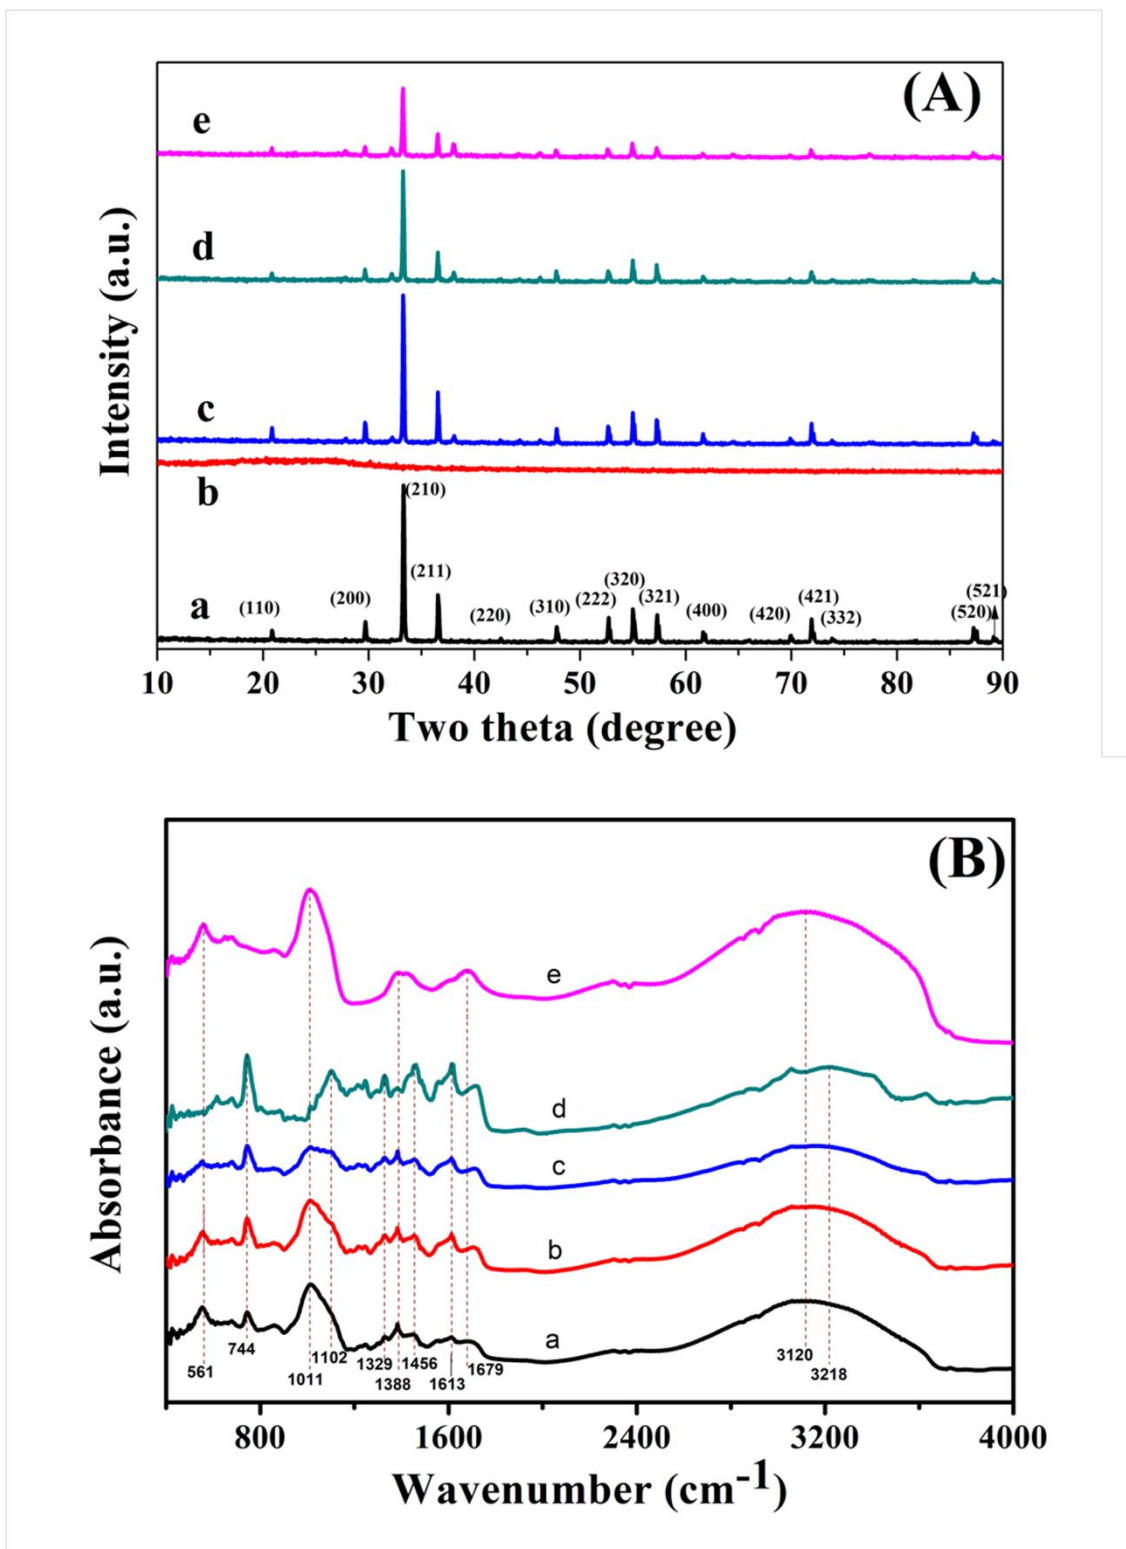 (A)
e
d
c
b
a
(110)
(200)
(210)
(211)
(220)
(310)
(222)
(320)
(321)
(400)
(420)
(421)
(332)
(520)
(521)
10 20 30 40 50 60 70 80 90
Two theta (degree)
Intensity (a.u.)
(B)
e
d
c
b
a
561
744
1011
1102
1329
1388
1456
1613
1679
3120
3218
800 1600 2400 3200 4000
Wavenumber (cm-1)
Absorbance (a.u.)